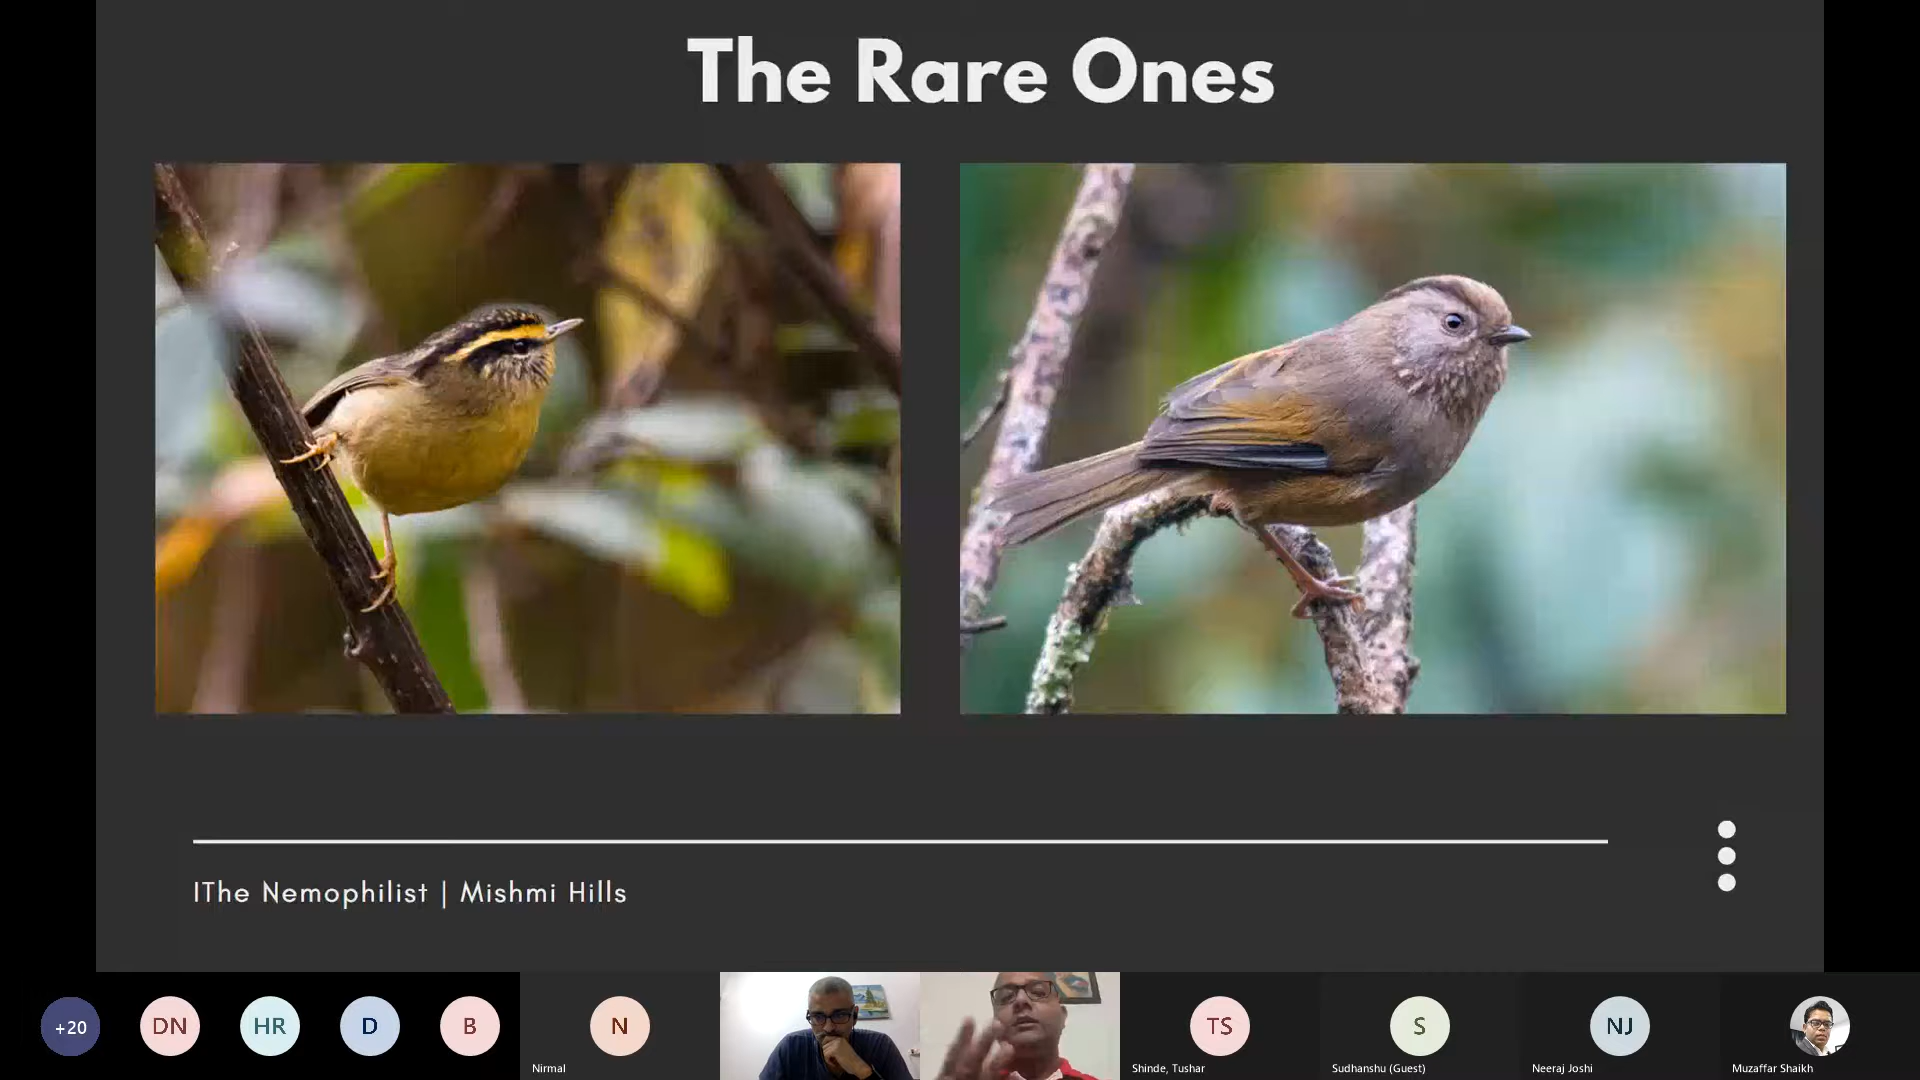 The Rare Ones
IThe Nemophilist | Mishmi Hills
+20
DN
HR
D
B
N
Nirmal
TS
Shinde, Tushar
S
Sudhanshu (Guest)
NJ
Neeraj Joshi
Muzaffar Shaikh